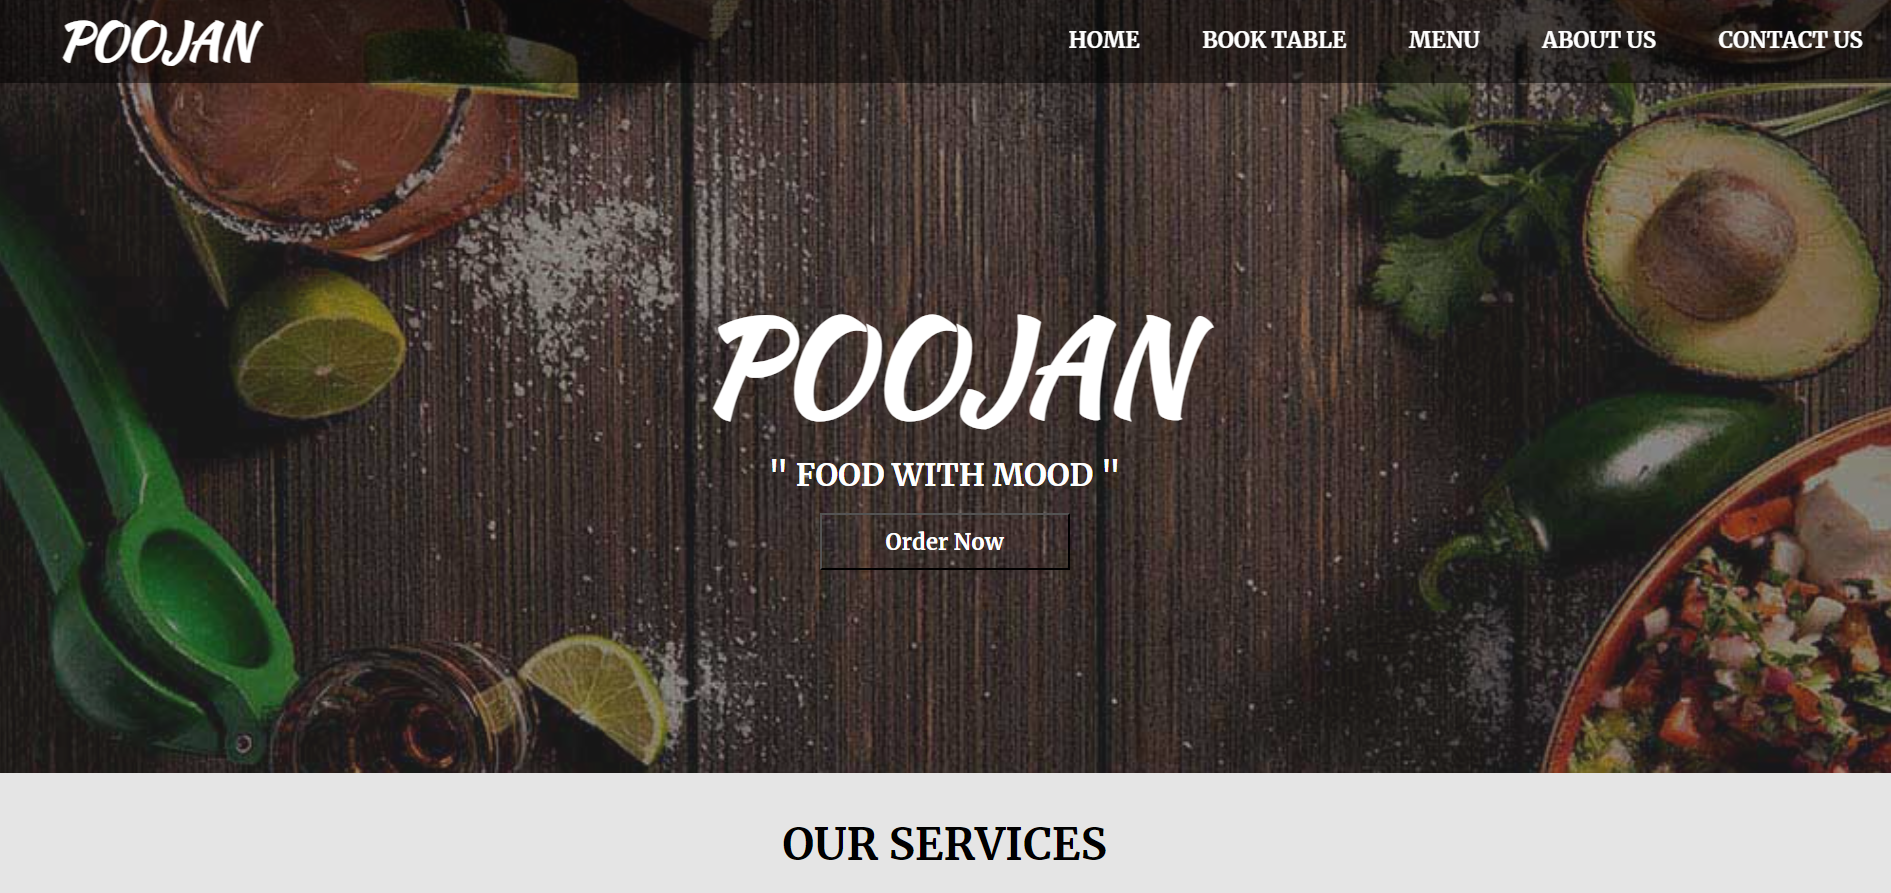 POOJAN
HOME BOOK TABLE MENU ABOUT US CONTACT US
POOJAN
" FOOD WITH MOOD "
Order Now
OUR SERVICES